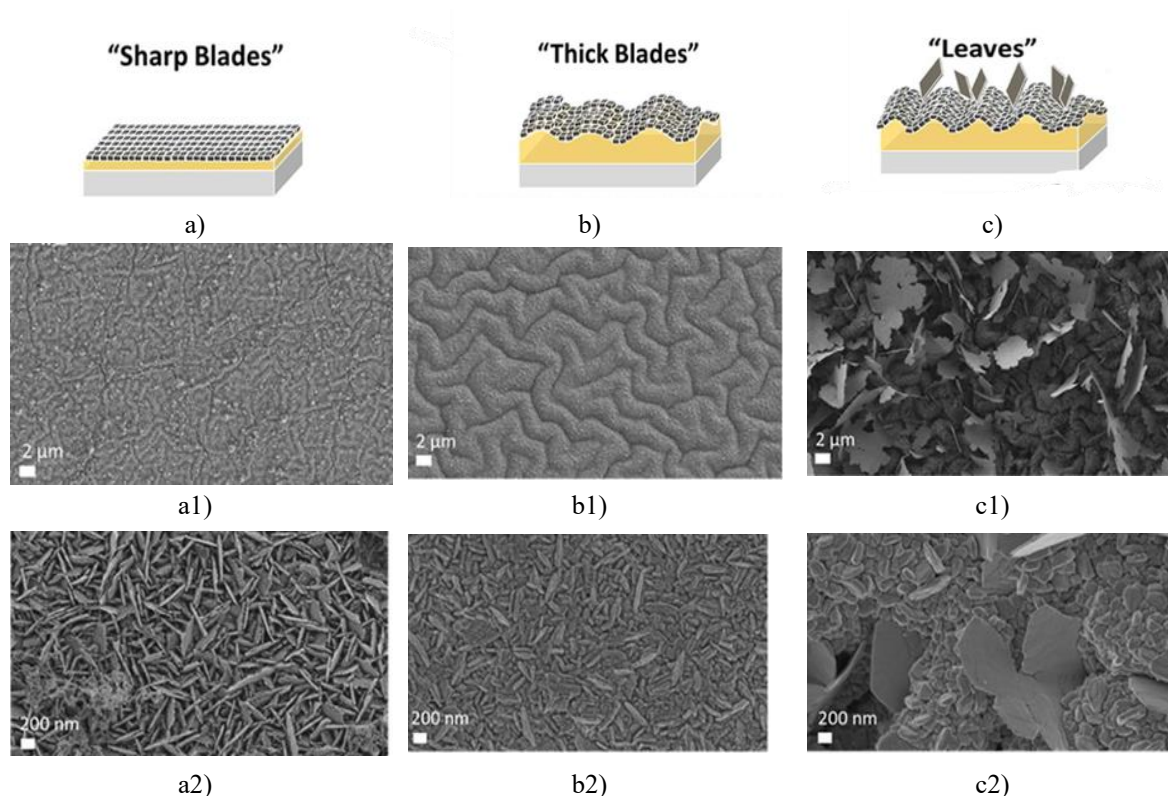 “Sharp Blades” “Thick Blades” “Leaves”
a) b) c)
2 μm 2 μm 2 μm
a1) b1) c1)
200 nm 200 nm 200 nm
a2) b2) c2)